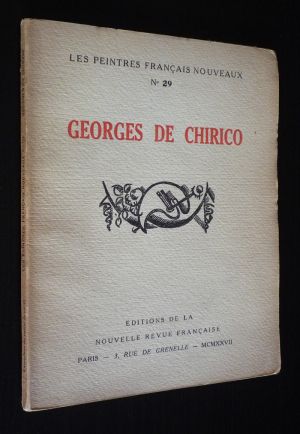 LES PEINTRES FRANÇAIS NOUVEAUX
N° 29
GEORGES DE CHIRICO
EDITIONS DE LA
NOUVELLE REVUE FRANÇAISE
PARIS — 3, RUE DE GRENELLE — MCMXXVII